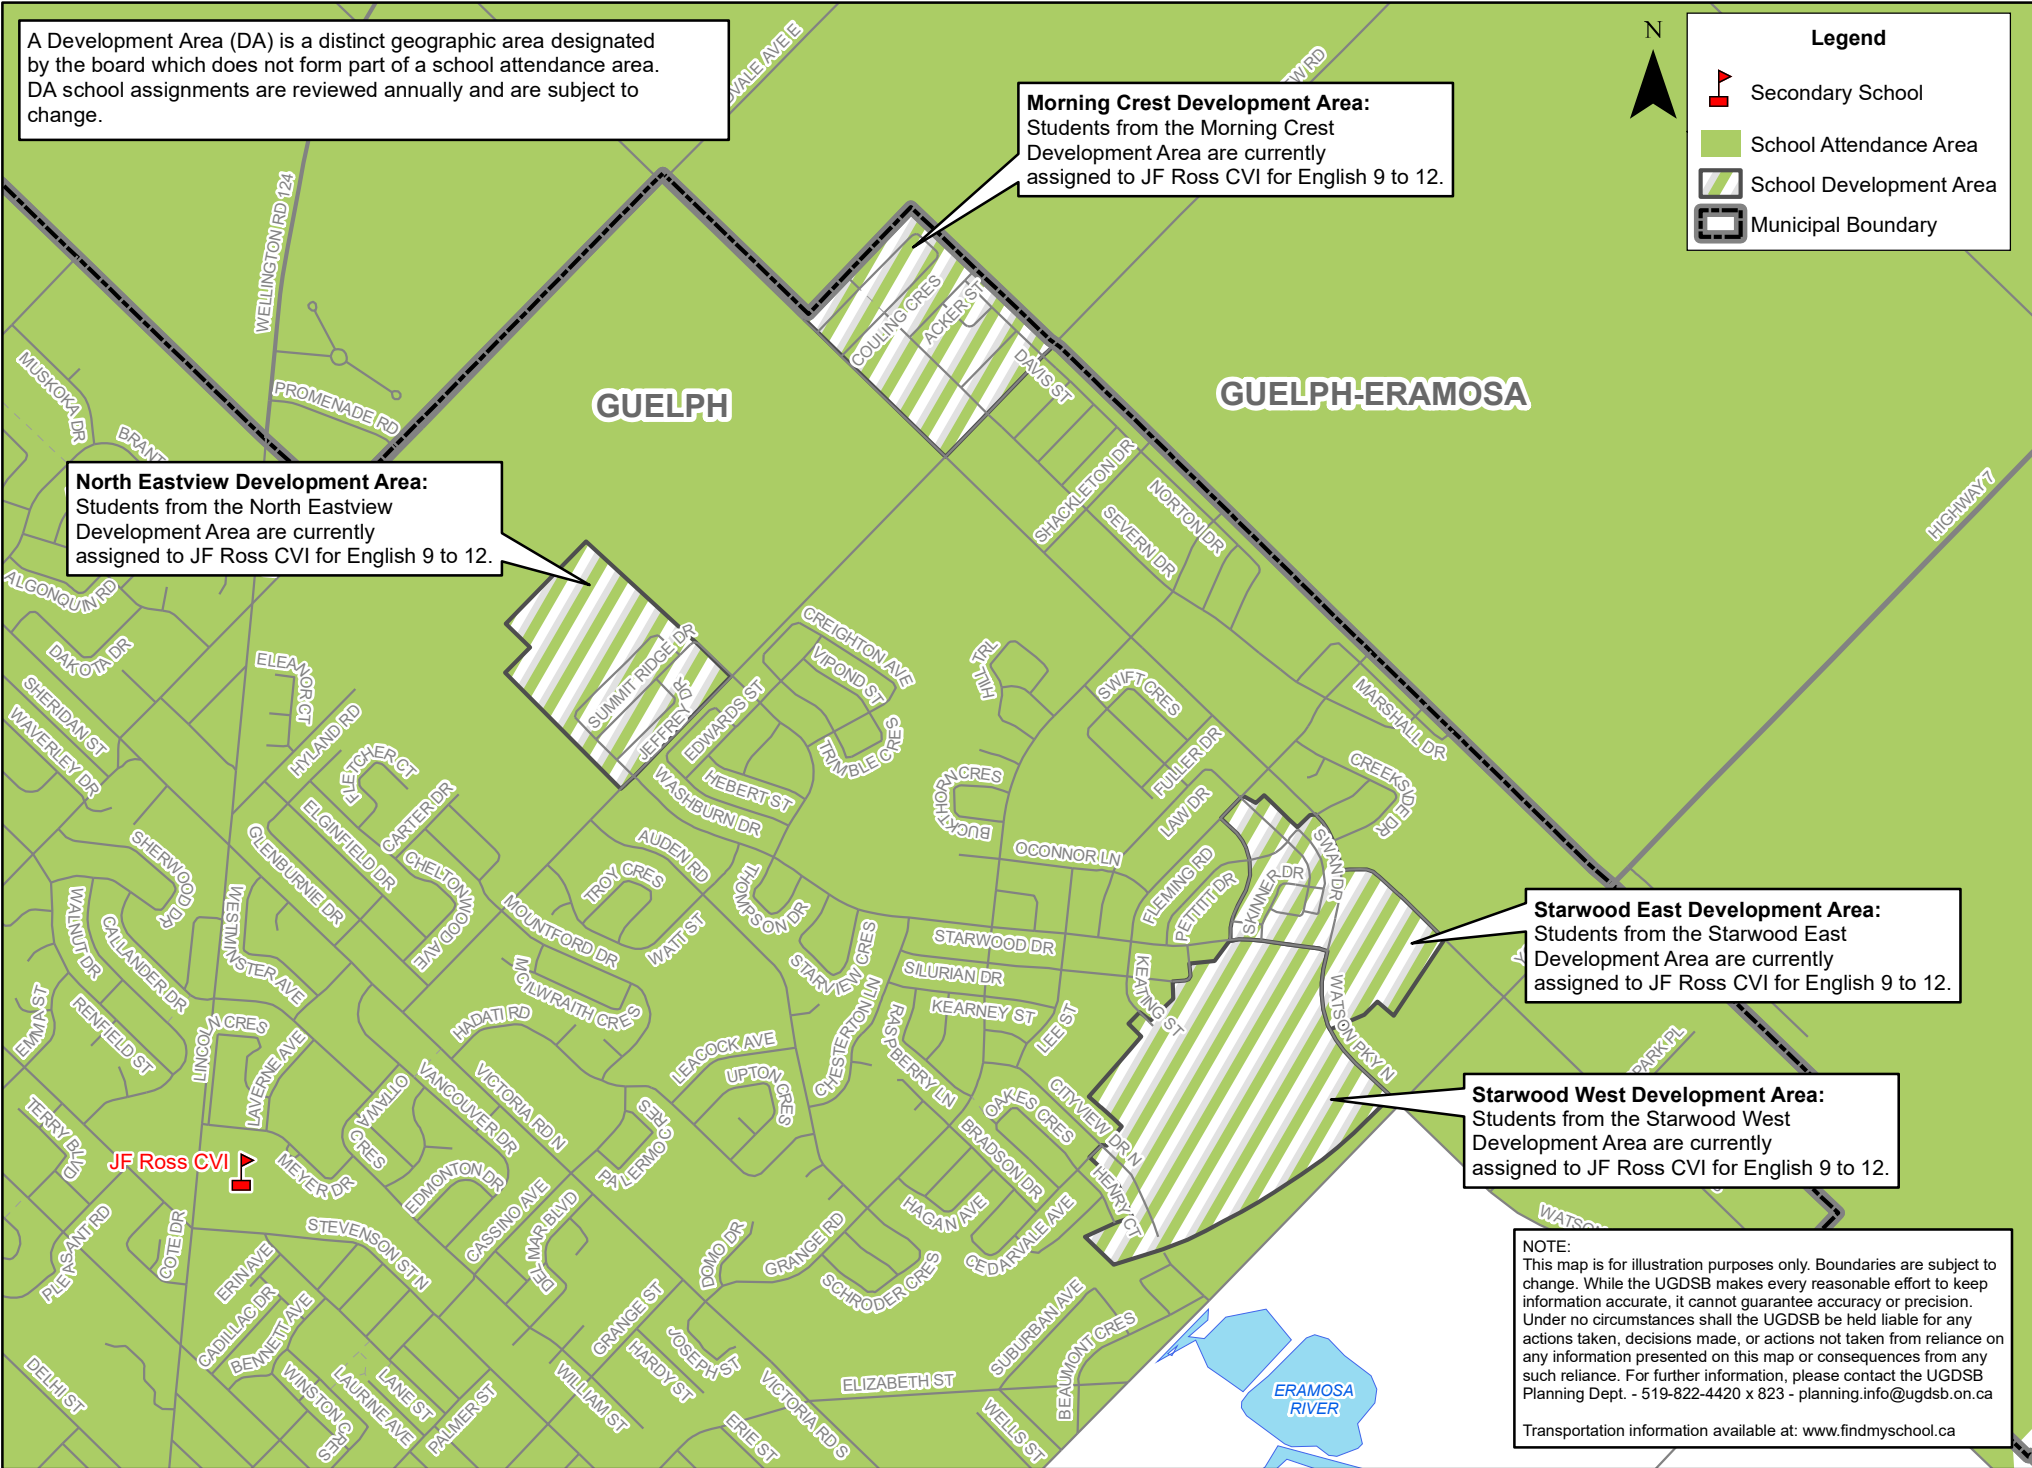 A Development Area (DA) is a distinct geographic area designated
by the board which does not form part of a school attendance area.
DA school assignments are reviewed annually and are subject to
change.
N
Legend
Secondary School
School Attendance Area
School Development Area
Municipal Boundary
Morning Crest Development Area:
Students from the Morning Crest
Development Area are currently
assigned to JF Ross CVI for English 9 to 12.
WELLINGTON RD 124
COULING CRES
ACKER ST
DAVIS ST
MUSKOKA DR
PROMENADE RD
GUELPH
GUELPH-ERAMOSA
North Eastview Development Area:
Students from the North Eastview
Development Area are currently
assigned to JF Ross CVI for English 9 to 12.
SHACKLETON DR
NORTON DR
SEVERN DR
HIGHWAY 7
ALGONQUIN RD
DAKOTA DR
ELEANOR CT
SHERIDAN ST
WAVERLEY DR
HYLAND RD
FLETCHER CT
CARTER DR
SUMMIT RIDGE DR
JEFFREY DR
EDWARDS ST
CREIGHTON AVE
VIPOND ST
TRIMBLE CRES
HILL TRL
SWIFT CRES
MARSHALL DR
FULLER DR
CREEKSIDE DR
HEBERT ST
WASHBURN DR
BUCKTHORN CRES
LAW DR
OCONNOR LN
SWAN DR
SHERWOOD DR
GLENBURNIE DR
ELGINFIELD DR
CHELTONWOOD AVE
AUDEN RD
TROY CRES
THOMPSON DR
FLEMING RD
PETTITT DR
SKINNER DR
WALNUT DR
CALLANDER DR
WESTMINSTER AVE
MOUNTFORD DR
WATT ST
STARVIEW CRES
STARWOOD DR
SILURIAN DR
KEARNEY ST
KEATING ST
WATSON PKY N
Starwood East Development Area:
Students from the Starwood East
Development Area are currently
assigned to JF Ross CVI for English 9 to 12.
EMMA ST
RENFIELD ST
LINCOLN CRES
LAVERNE AVE
HADATI RD
MCILWRAITH CRES
LEACOCK AVE
UPTON CRES
CHESTERTON LN
RASPBERRY LN
LEE ST
PARK PL
OTTAWA CRES
VANCOUVER DR
VICTORIA RD N
PALERMO CRES
OAKES CRES
CITYVIEW DR N
BRADSON DR
HENRY CT
Starwood West Development Area:
Students from the Starwood West
Development Area are currently
assigned to JF Ross CVI for English 9 to 12.
TERRY BLVD
JF Ross CVI
MEYER DR
EDMONTON DR
CASSINO AVE
DEL MAR BLVD
PLEASANT RD
COTE DR
STEVENSON ST N
ERIN AVE
CADILLAC DR
BENNETT AVE
DOMO DR
GRANGE RD
HAGAN AVE
CEDARVALE AVE
SCHRODER CRES
GRANGE ST
JOSEPH ST
HARDY ST
SUBURBAN AVE
BEAUMONT CRES
DELHI ST
WINSTON CRES
LAURINE AVE
LANE ST
PALMER ST
WILLIAM ST
VICTORIA RD S
ERIE ST
ELIZABETH ST
WELLS ST
ERAMOSA
RIVER
NOTE:
This map is for illustration purposes only. Boundaries are subject to
change. While the UGDSB makes every reasonable effort to keep
information accurate, it cannot guarantee accuracy or precision.
Under no circumstances shall the UGDSB be held liable for any
actions taken, decisions made, or actions not taken from reliance on
any information presented on this map or consequences from any
such reliance. For further information, please contact the UGDSB
Planning Dept. - 519-822-4420 x 823 - planning.info@ugdsb.on.ca
Transportation information available at: www.findmyschool.ca